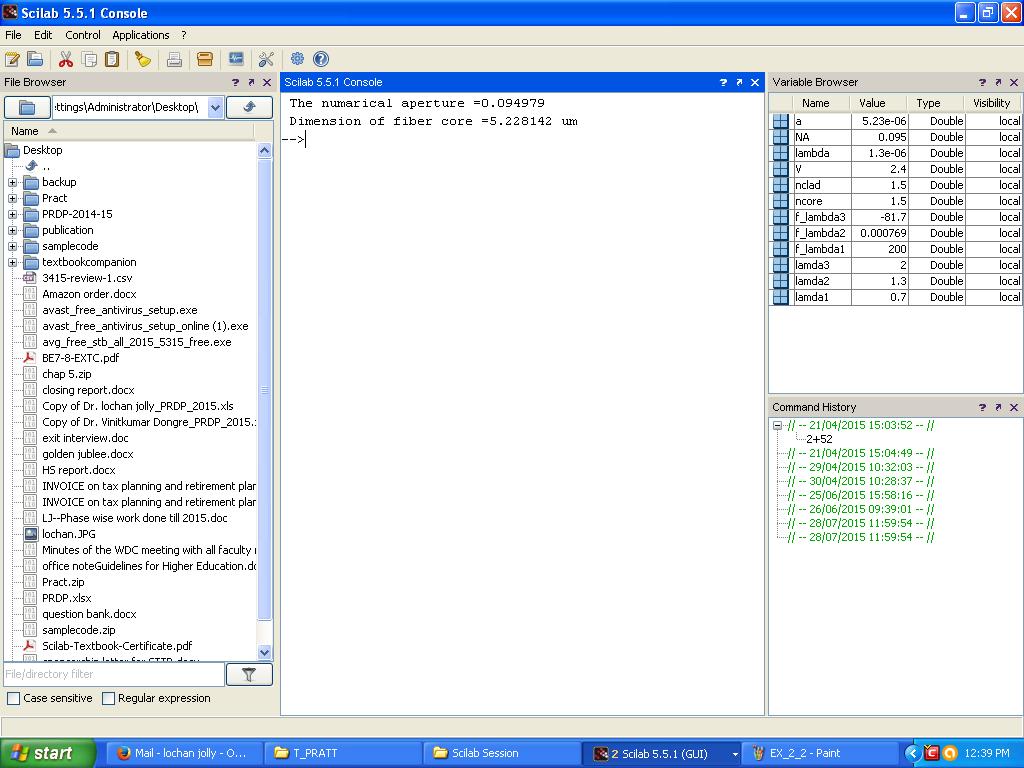 Scilab 5.5.1 Console
File Edit Control Applications ?
File Browser
:ttings\Administrator\Desktop\
Name
Desktop
..
backup
Pract
PRDP-2014-15
publication
samplecode
textbookcompanion
3415-review-1.csv
Amazon order.docx
avast_free_antivirus_setup.exe
avast_free_antivirus_setup_online (1).exe
avg_free_stb_all_2015_5315_free.exe
BE7-8-EXTC.pdf
chap 5.zip
closing report.docx
Copy of Dr. lochan jolly_PRDP_2015.xls
Copy of Dr. Vinitkumar Dongre_PRDP_2015.:
exit interview.doc
golden jublee.docx
HS report.docx
INVOICE on tax planning and retirement plar
INVOICE on tax planning and retirement plar
LJ--Phase wise work done till 2015.doc
lochan.JPG
Minutes of the WDC meeting with all faculty
office noteGuidelines for Higher Education.do
Pract.zip
PRDP.xlsx
question bank.docx
samplecode.zip
Scilab-Textbook-Certificate.pdf
File/directory filter
Case sensitive Regular expression
Scilab 5.5.1 Console ?
The numarical aperture =0.094979
Dimension of fiber core =5.228142 um
-->
Variable Browser ?
Name Value Type Visibility
a 5.23e-06 Double local
NA 0.095 Double local
lambda 1.3e-06 Double local
V 2.4 Double local
nclad 1.5 Double local
ncore 1.5 Double local
f_lambda3 -81.7 Double local
f_lambda2 0.000769 Double local
f_lambda1 200 Double local
lamda3 2 Double local
lamda2 1.3 Double local
lamda1 0.7 Double local
Command History ?
// -- 21/04/2015 15:03:52 -- //
2+52
// -- 21/04/2015 15:04:49 -- //
// -- 29/04/2015 10:32:03 -- //
// -- 30/04/2015 10:28:37 -- //
// -- 25/06/2015 15:58:16 -- //
// -- 26/06/2015 09:39:01 -- //
// -- 28/07/2015 11:59:54 -- //
// -- 28/07/2015 11:59:54 -- //
start
Mail - lochan jolly - O...
T_PRATT
Scilab Session
2 Scilab 5.5.1 (GUI)
EX_2_2 - Paint
12:39 PM